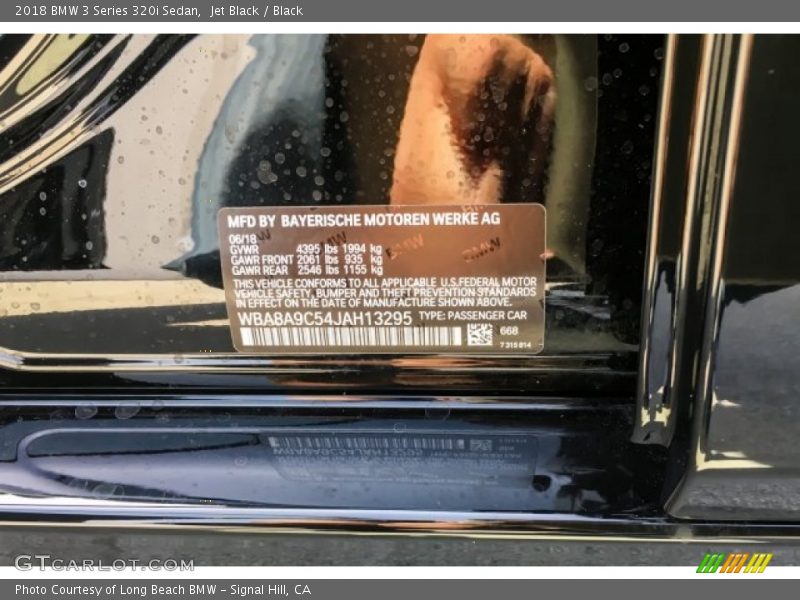 2018 BMW 3 Series 320i Sedan,  Jet Black / Black
MFD BY BAYERISCHE MOTOREN WERKE AG
06/18
GVWR 4395 lbs 1994 kg
GAWR FRONT 2061 lbs 935 kg
GAWR REAR 2546 lbs 1155 kg
THIS VEHICLE CONFORMS TO ALL APPLICABLE U.S.FEDERAL MOTOR
VEHICLE SAFETY, BUMPER AND THEFT PREVENTION STANDARDS
IN EFFECT ON THE DATE OF MANUFACTURE SHOWN ABOVE.
WBA8A9C54JAH13295 TYPE: PASSENGER CAR
668
7 315 814
GTCARLOT.COM
Photo Courtesy of Long Beach BMW - Signal Hill, CA